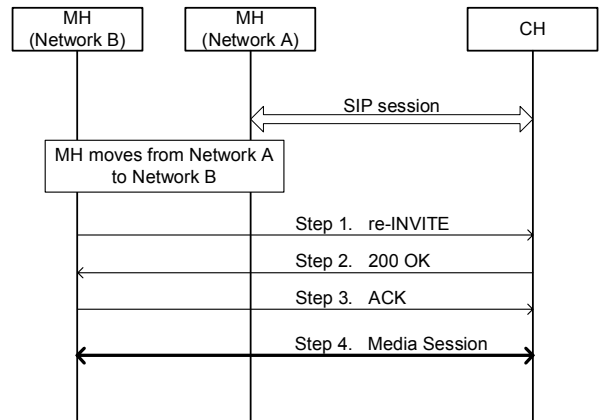 MH
(Network B)
MH
(Network A)
CH
SIP session
MH moves from Network A
to Network B
Step 1. re-INVITE
Step 2. 200 OK
Step 3. ACK
Step 4. Media Session